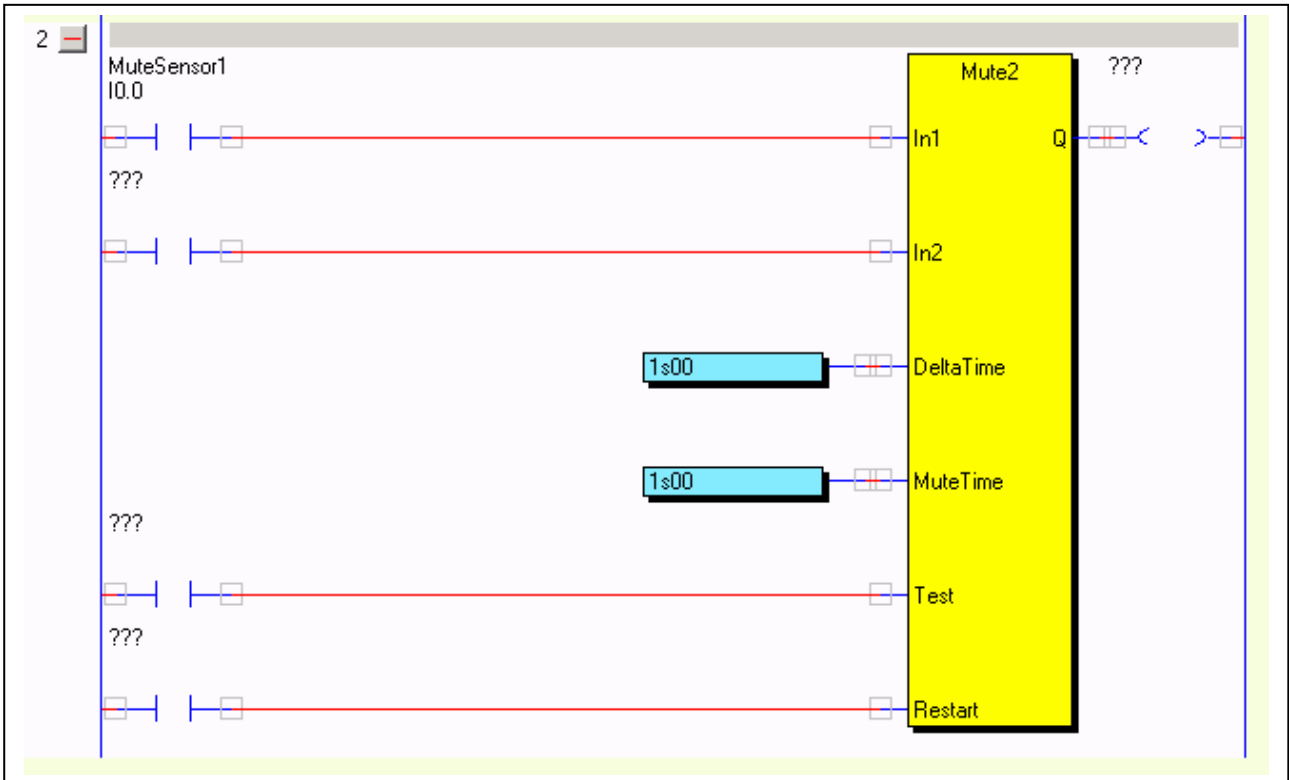 2
MuteSensor1
I0.0
Mute2
???
In1
Q
???
In2
1s00
DeltaTime
1s00
MuteTime
???
Test
???
Restart